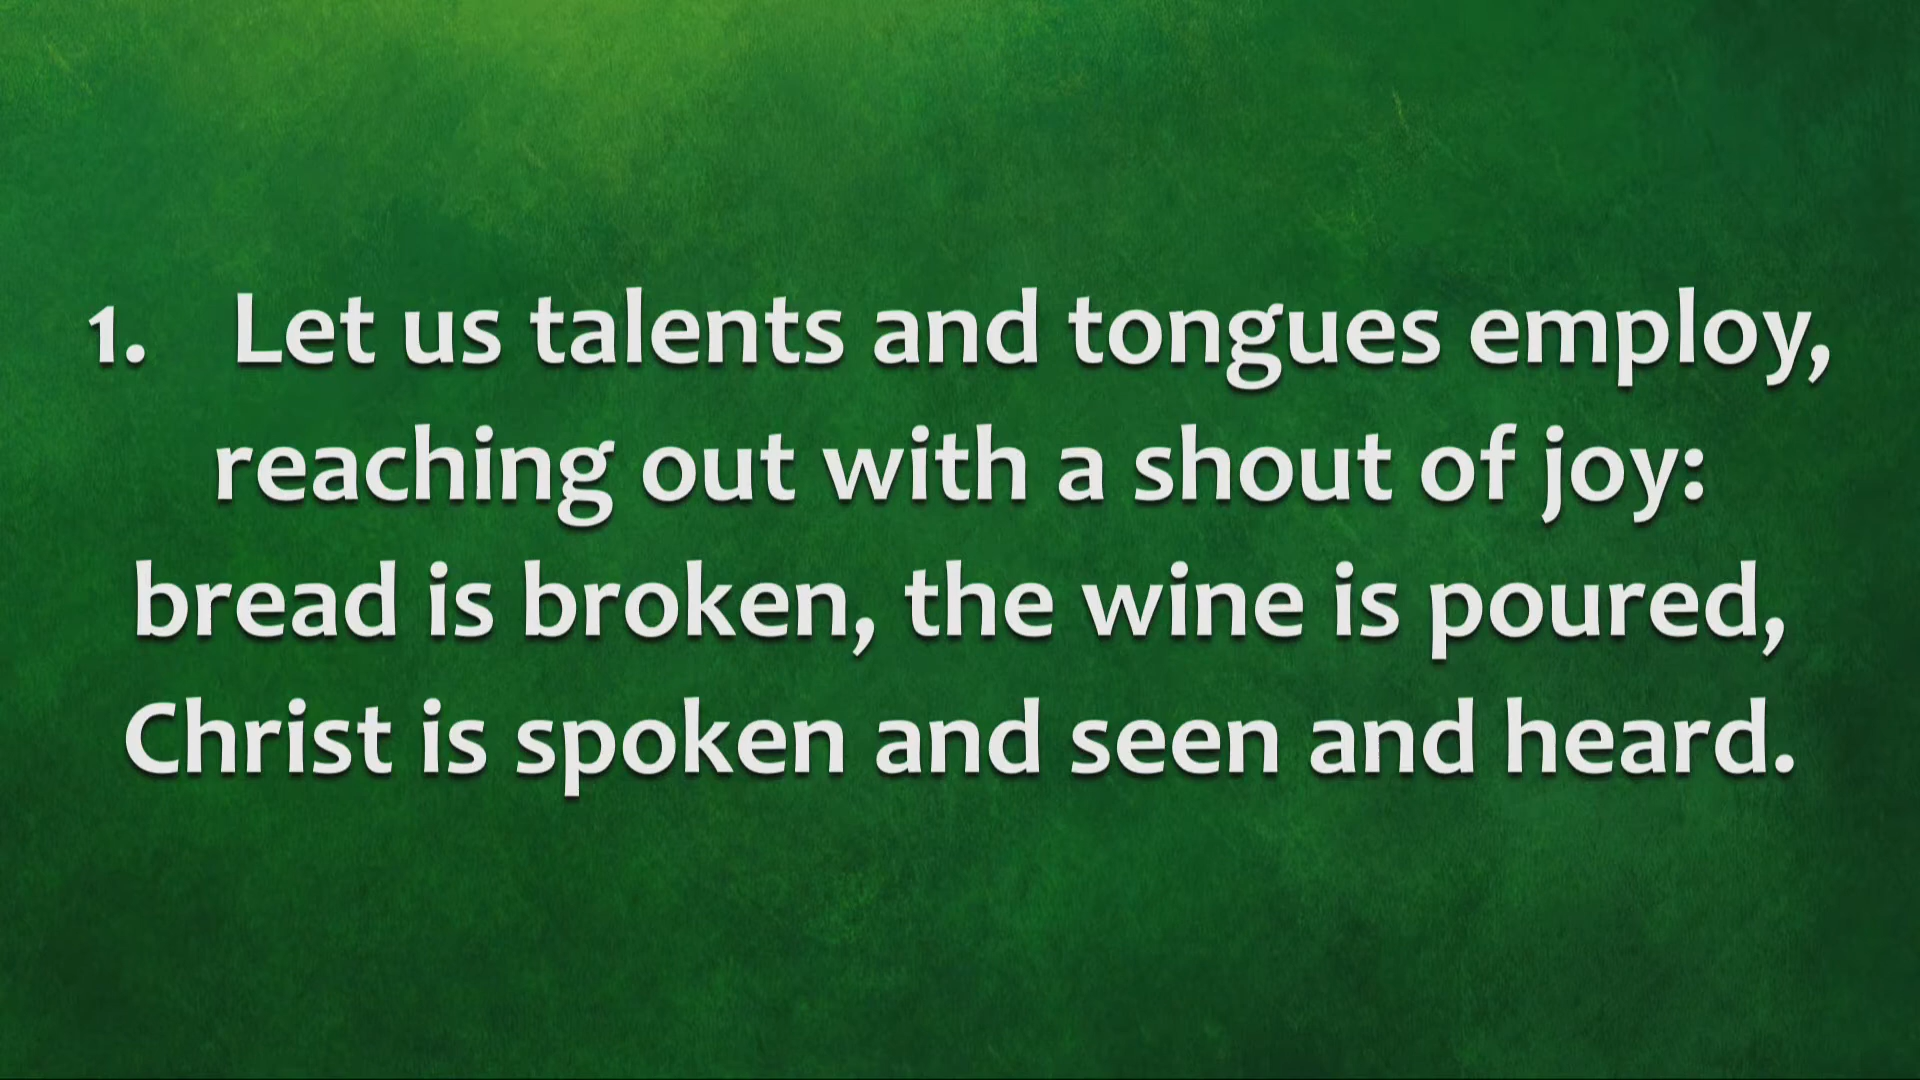 1. Let us talents and tongues employ,
reaching out with a shout of joy:
bread is broken, the wine is poured,
Christ is spoken and seen and heard.